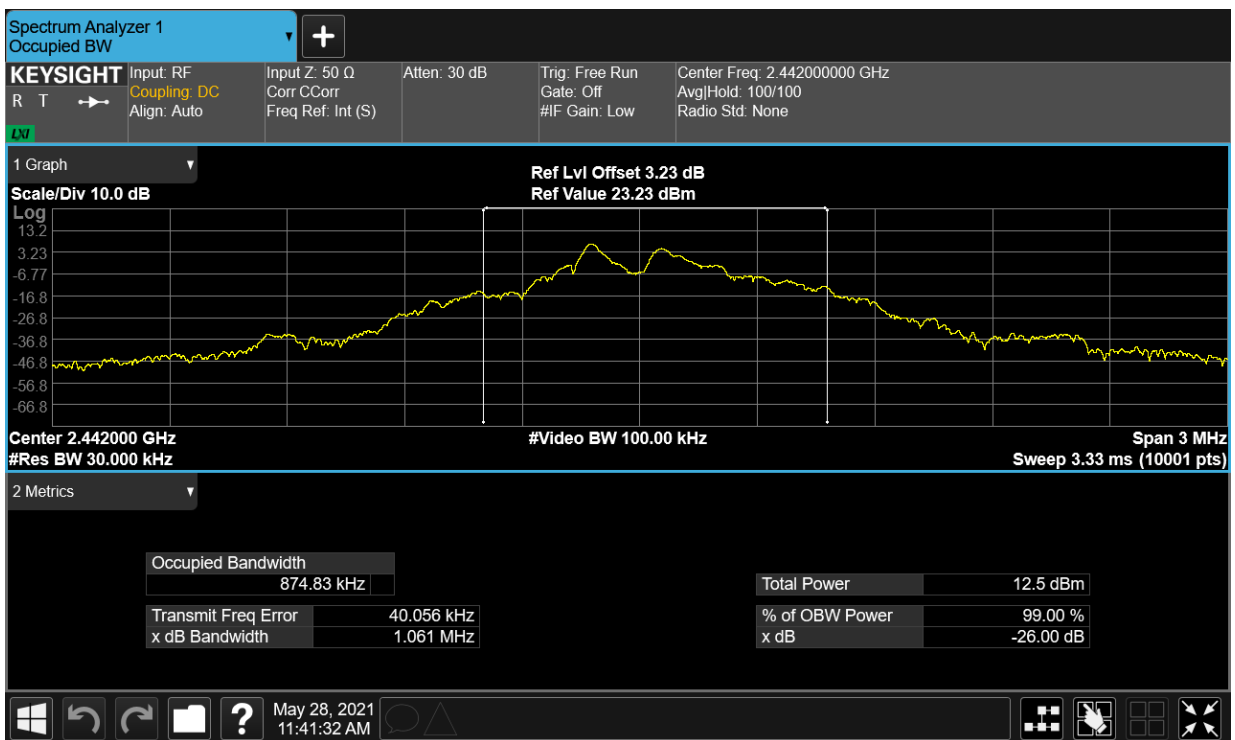 Spectrum Analyzer 1
Occupied BW
KEYSIGHT
R T
LXI
Input: RF
Coupling: DC
Align: Auto
Input Z: 50 Ω
Corr CCorr
Freq Ref: Int (S)
Atten: 30 dB
Trig: Free Run
Gate: Off
#IF Gain: Low
Center Freq: 2.442000000 GHz
Avg|Hold: 100/100
Radio Std: None
1 Graph
Scale/Div 10.0 dB
Ref Lvl Offset 3.23 dB
Ref Value 23.23 dBm
Log
13.2
3.23
-6.77
-16.8
-26.8
-36.8
-46.8
-56.8
-66.8
Center 2.442000 GHz
#Res BW 30.000 kHz
#Video BW 100.00 kHz
Span 3 MHz
Sweep 3.33 ms (10001 pts)
2 Metrics
Occupied Bandwidth
874.83 kHz
Transmit Freq Error 40.056 kHz
x dB Bandwidth 1.061 MHz
Total Power 12.5 dBm
% of OBW Power 99.00 %
x dB -26.00 dB
?
May 28, 2021
11:41:32 AM